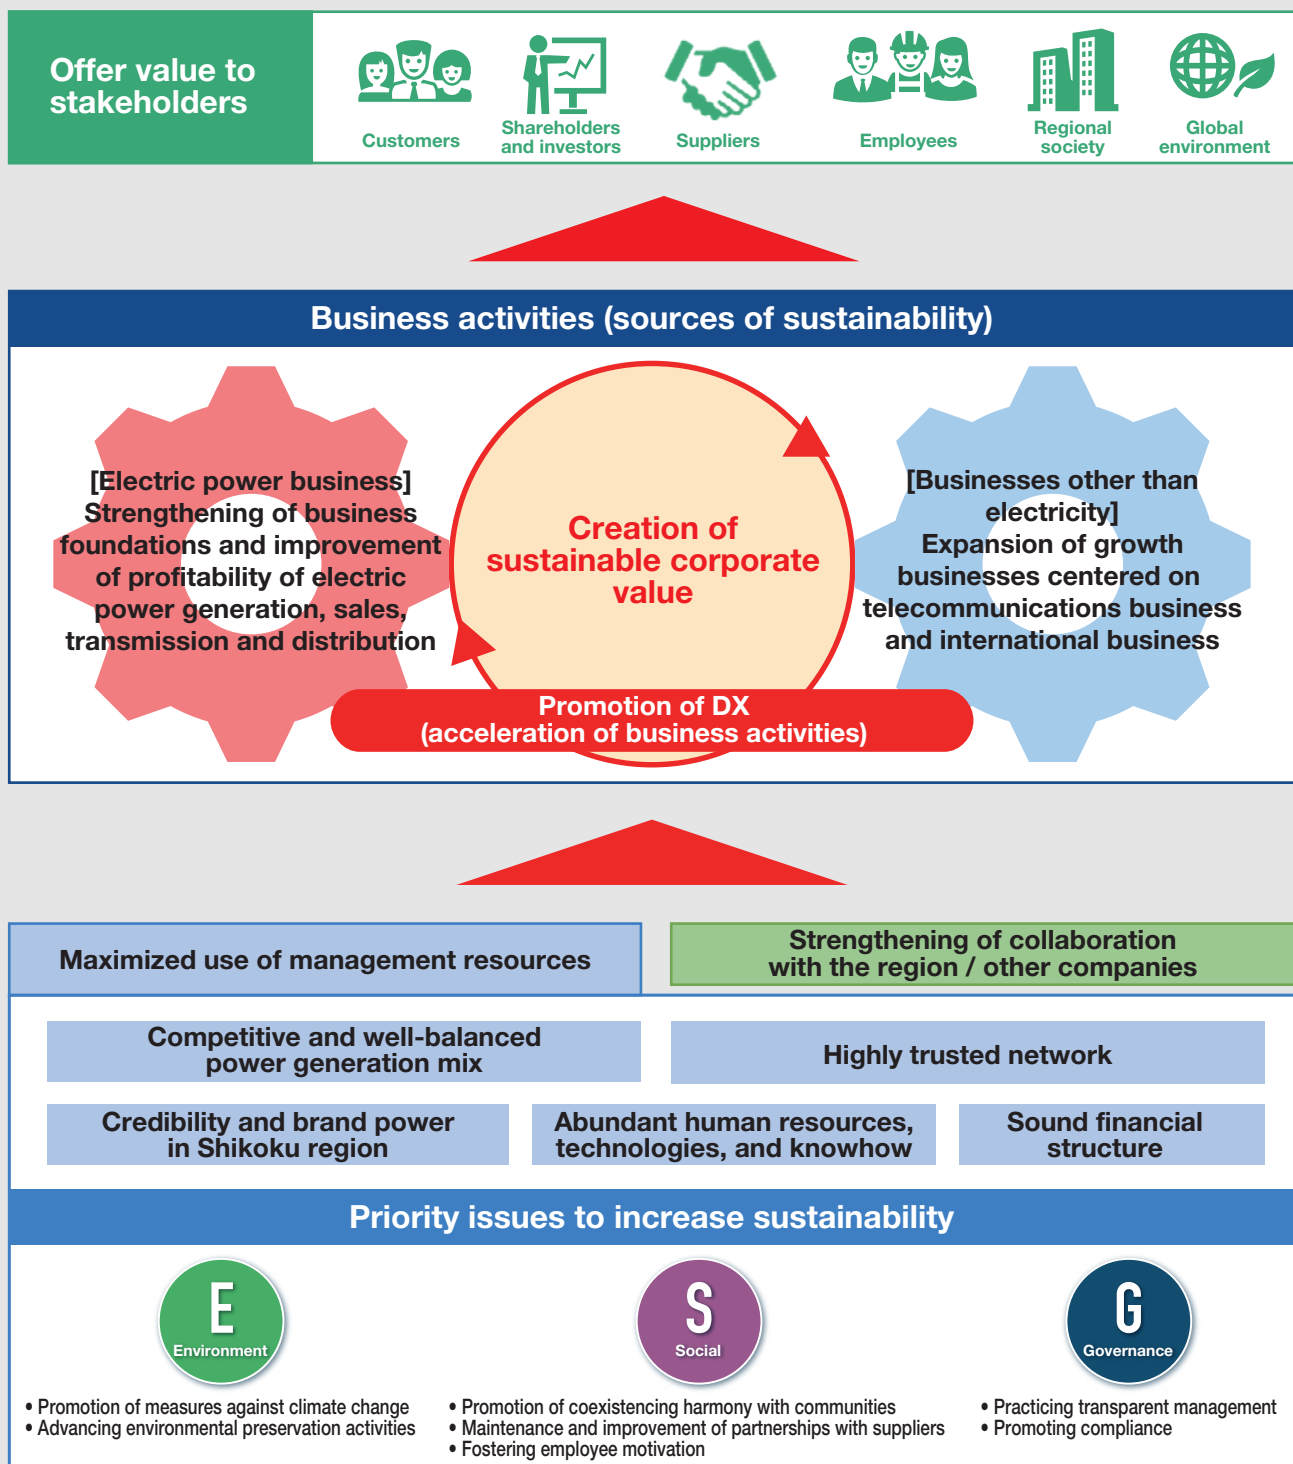 Offer value to
stakeholders
Customers
Shareholders
and investors
Suppliers
Employees
Regional
society
Global
environment
Business activities (sources of sustainability)
[Electric power business]
Strengthening of business
foundations and improvement
of profitability of electric
power generation, sales,
transmission and distribution
Creation of
sustainable corporate
value
[Businesses other than
electricity]
Expansion of growth
businesses centered on
telecommunications business
and international business
Promotion of DX
(acceleration of business activities)
Maximized use of management resources
Strengthening of collaboration
with the region / other companies
Competitive and well-balanced
power generation mix
Highly trusted network
Credibility and brand power
in Shikoku region
Abundant human resources,
technologies, and knowhow
Sound financial
structure
Priority issues to increase sustainability
E
Environment
• Promotion of measures against climate change
• Advancing environmental preservation activities
S
Social
• Promotion of coexistencing harmony with communities
• Maintenance and improvement of partnerships with suppliers
• Fostering employee motivation
G
Governance
• Practicing transparent management
• Promoting compliance